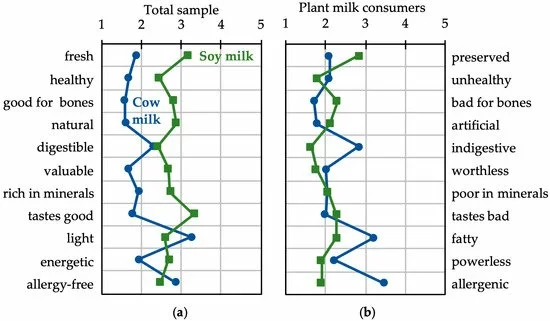 Total sample Plant milk consumers
1 2 3 4 5 1 2 3 4 5
fresh Soy milk preserved
healthy unhealthy
good for bones Cow bad for bones
natural milk artificial
digestible indigestive
valuable worthless
rich in minerals poor in minerals
tastes good tastes bad
light fatty
energetic powerless
allergy-free allergenic
(a) (b)